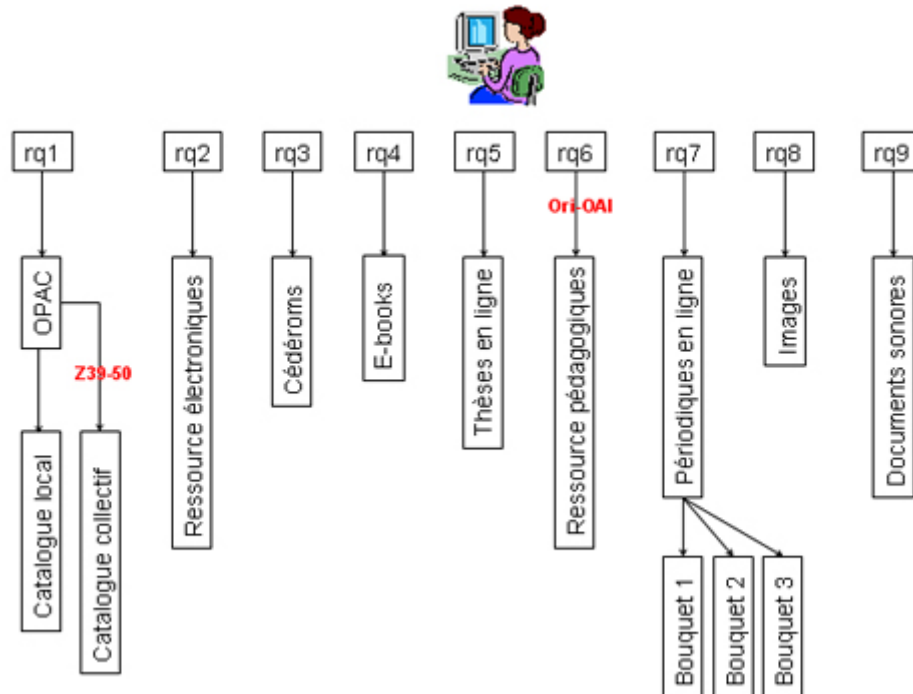 rq1
rq2
rq3
rq4
rq5
rq6
rq7
rq8
rq9
Ori-OAI
OPAC
Ressource électroniques
Cédéroms
E-books
Thèses en ligne
Ressource pédagogiques
Périodiques en ligne
Images
Documents sonores
Z39-50
Catalogue local
Catalogue collectif
Bouquet 1
Bouquet 2
Bouquet 3